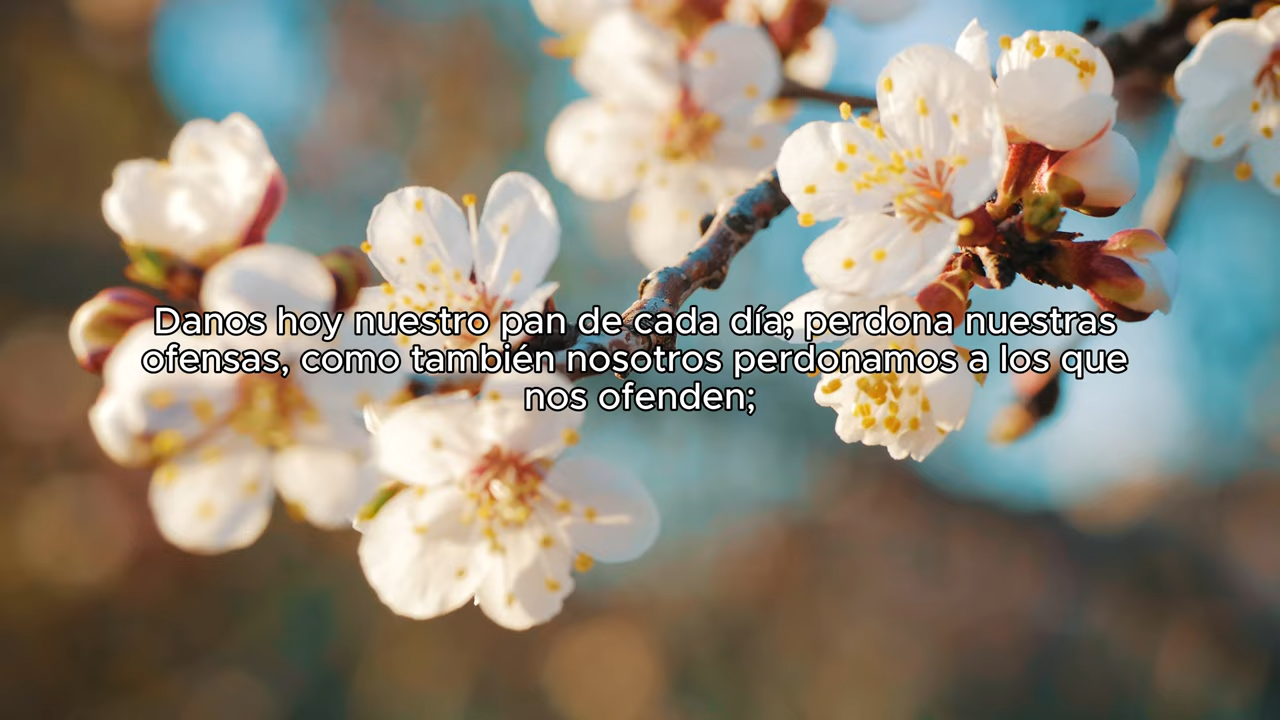 Danos hoy nuestro pan de cada día; perdona nuestras
ofensas, como también nosotros perdonamos a los que
nos ofenden;